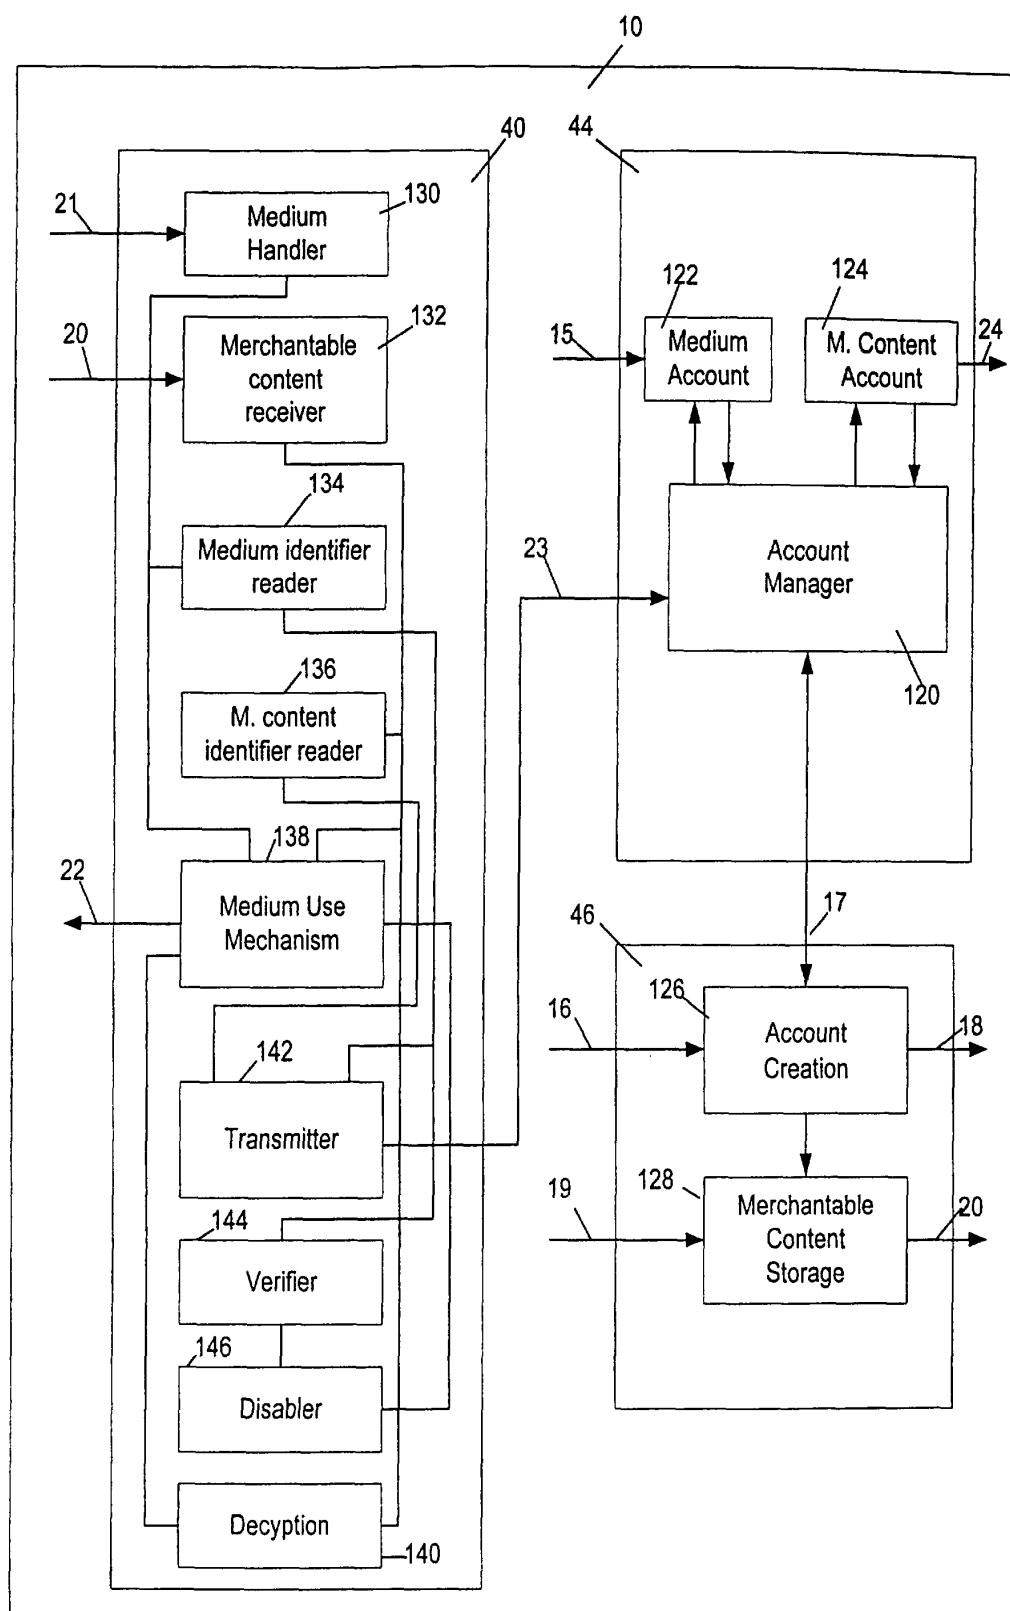 10
40
44
21
130
Medium
Handler
20
132
Merchantable
content
receiver
134
Medium identifier
reader
136
M. content
identifier reader
138
22
Medium Use
Mechanism
142
Transmitter
144
Verifier
146
Disabler
Decyption
140
122
124
15
Medium
Account
M. Content
Account
24
23
Account
Manager
120
17
46
126
16
Account
Creation
18
128
19
Merchantable
Content
Storage
20